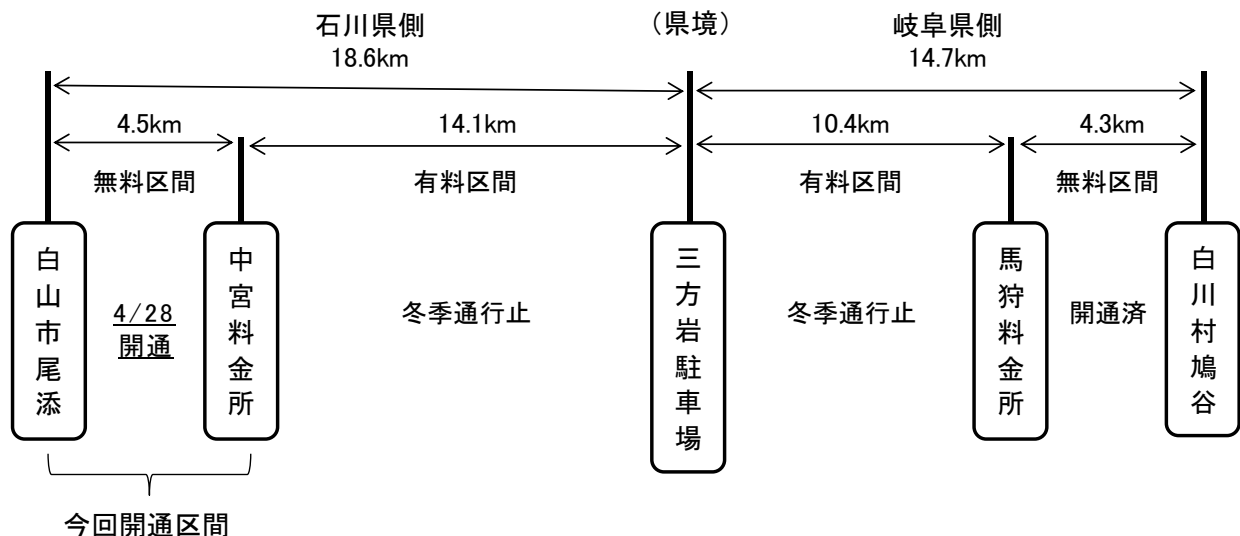 石川県側
18.6km
（県境）
岐阜県側
14.7km
4.5km
14.1km
10.4km
4.3km
無料区間
有料区間
有料区間
無料区間
白山市尾添
4/28
開通
中宮料金所
冬季通行止
三方岩駐車場
冬季通行止
馬狩料金所
開通済
白川村鳩谷
今回開通区間